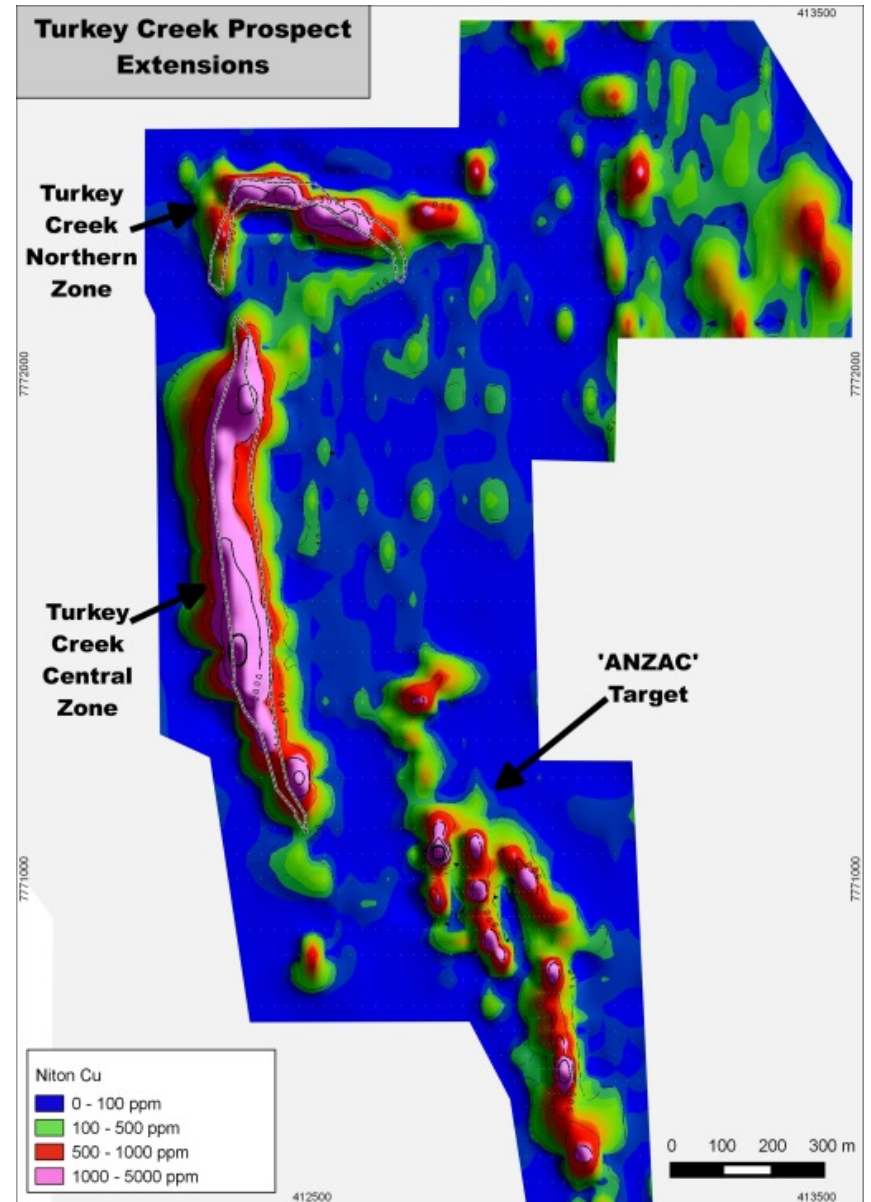 Turkey Creek Prospect
Extensions
413500
Turkey
Creek
Northern
Zone
7772000
7772000
Turkey
Creek
Central
Zone
'ANZAC'
Target
7771000
7771000
Niton Cu
0 - 100 ppm
100 - 500 ppm
500 - 1000 ppm
1000 - 5000 ppm
0 100 200 300 m
412500
413500